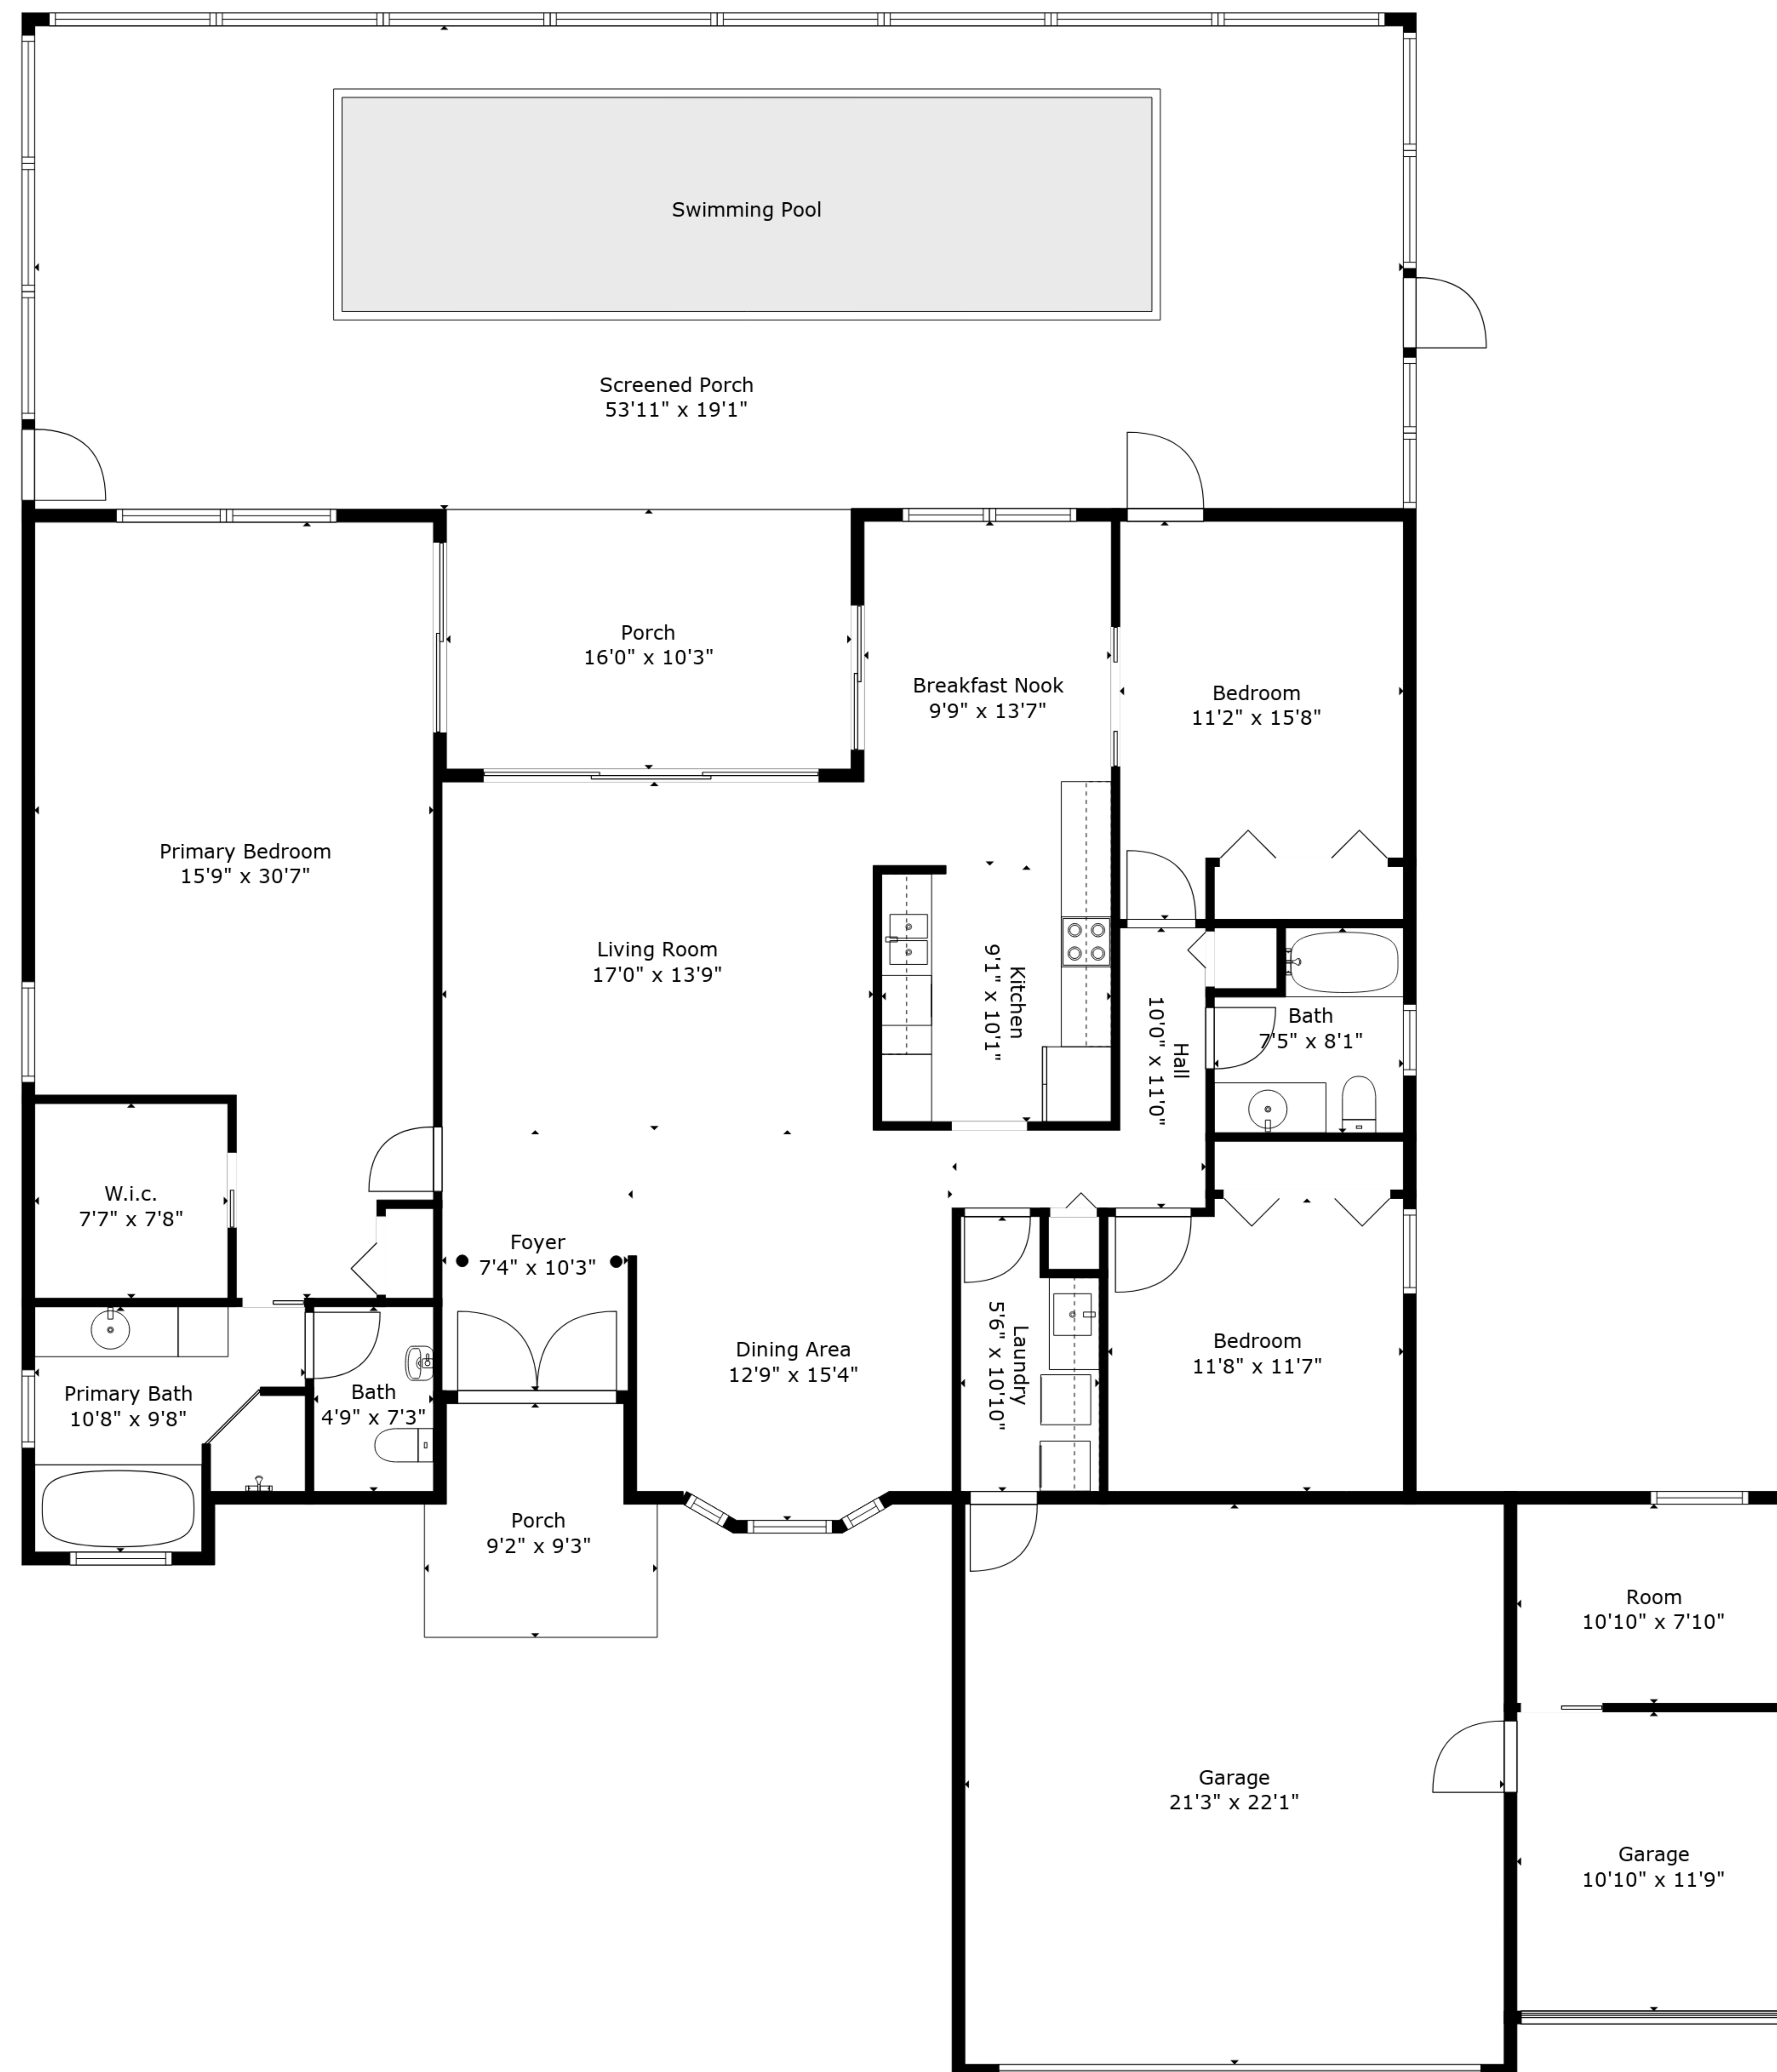 Swimming Pool
Screened Porch
53'11" x 19'1"
Porch
16'0" x 10'3"
Breakfast Nook
9'9" x 13'7"
Bedroom
11'2" x 15'8"
Primary Bedroom
15'9" x 30'7"
Living Room
17'0" x 13'9"
Kitchen
9'1" x 10'1"
Hall
10'0" x 11'0"
Bath
7'5" x 8'1"
W.i.c.
7'7" x 7'8"
Foyer
7'4" x 10'3"
Dining Area
12'9" x 15'4"
Laundry
5'6" x 10'10"
Bedroom
11'8" x 11'7"
Primary Bath
10'8" x 9'8"
Bath
4'9" x 7'3"
Porch
9'2" x 9'3"
Room
10'10" x 7'10"
Garage
21'3" x 22'1"
Garage
10'10" x 11'9"